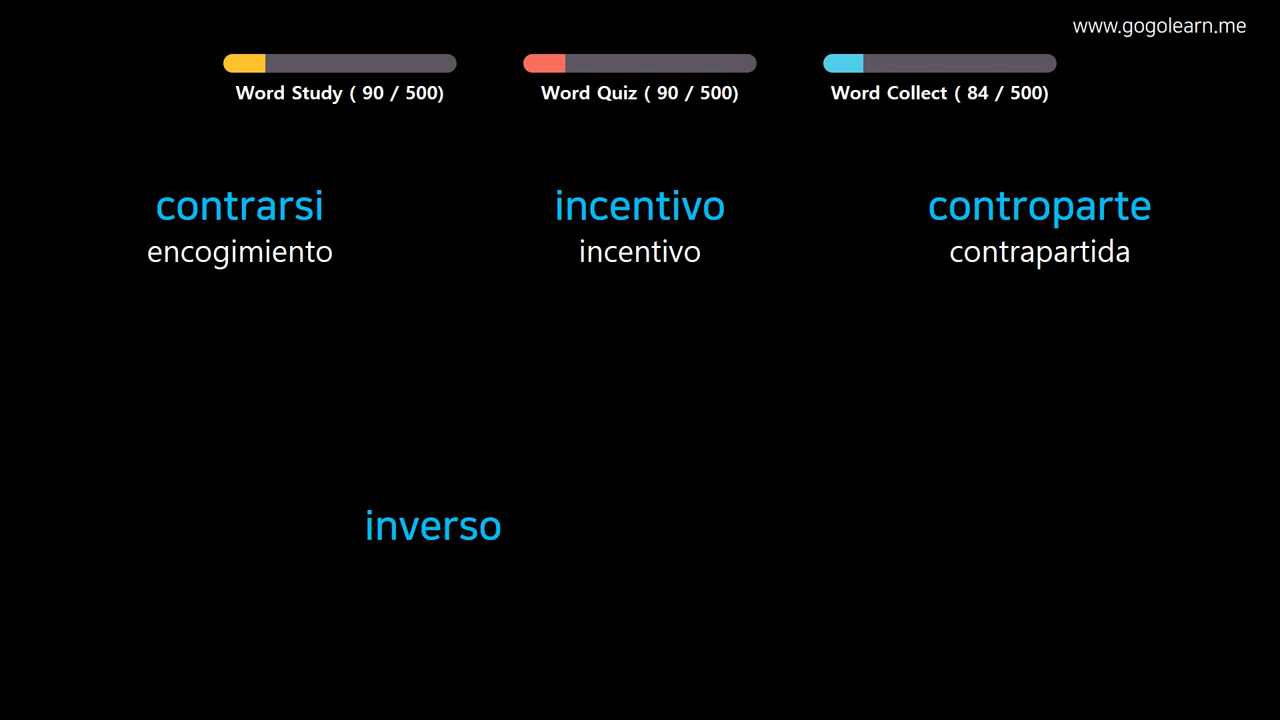 www.gogolearn.me
Word Study ( 90 / 500)
Word Quiz ( 90 / 500)
Word Collect ( 84 / 500)
contrarsi
incentivo
controparte
encogimiento
incentivo
contrapartida
inverso